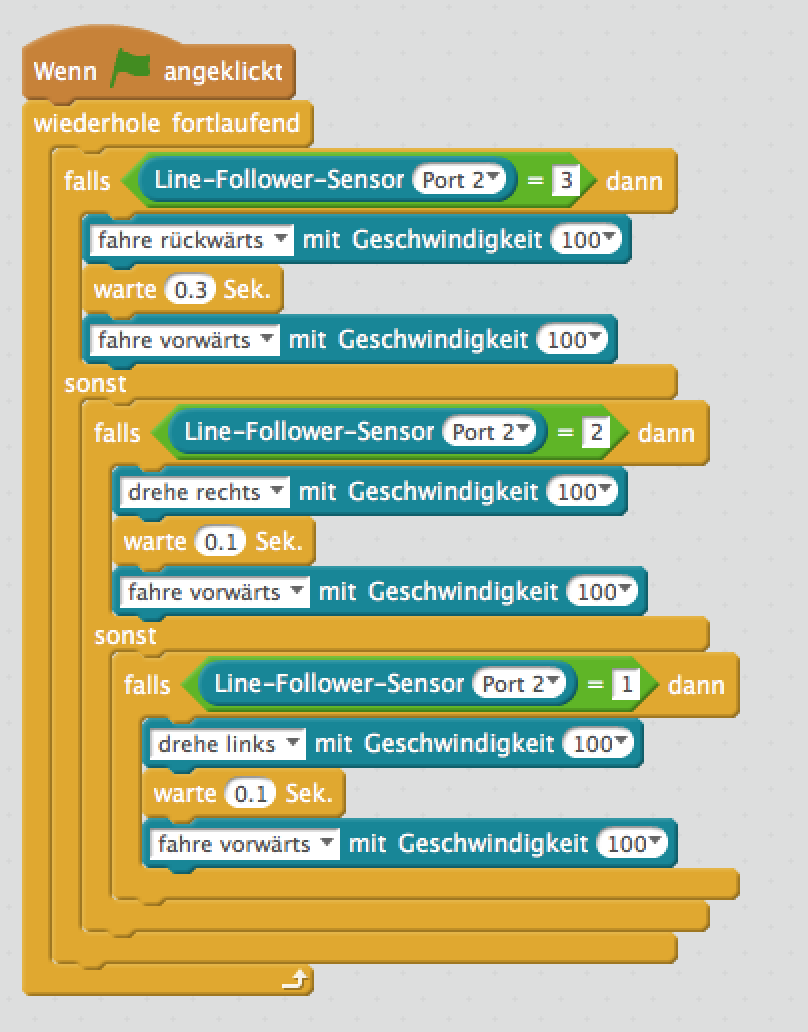 Wenn angeklickt
wiederhole fortlaufend
falls Line-Follower-Sensor Port 2 = 3 dann
fahre rückwärts mit Geschwindigkeit 100
warte 0.3 Sek.
fahre vorwärts mit Geschwindigkeit 100
sonst
falls Line-Follower-Sensor Port 2 = 2 dann
drehe rechts mit Geschwindigkeit 100
warte 0.1 Sek.
fahre vorwärts mit Geschwindigkeit 100
sonst
falls Line-Follower-Sensor Port 2 = 1 dann
drehe links mit Geschwindigkeit 100
warte 0.1 Sek.
fahre vorwärts mit Geschwindigkeit 100